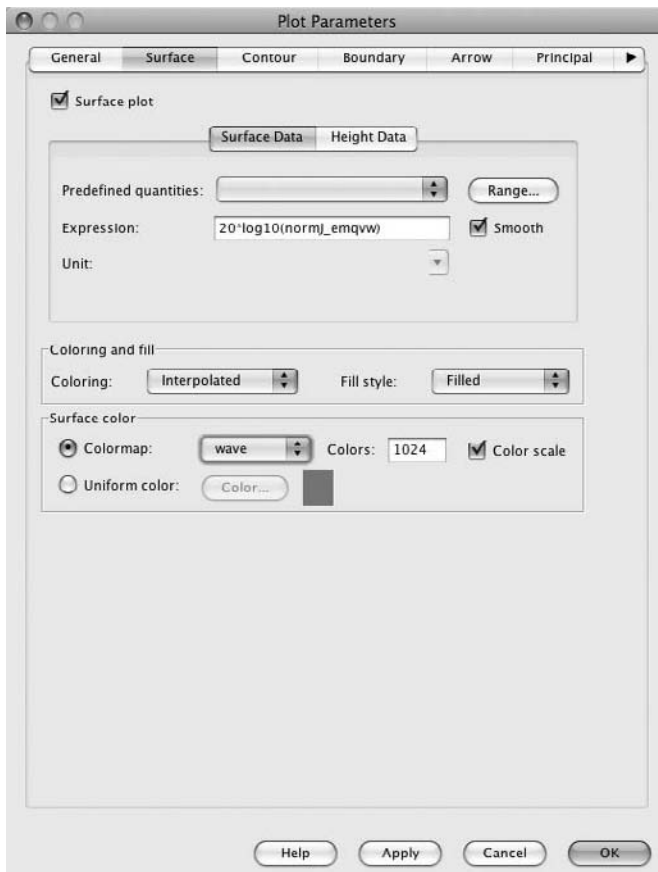 Plot Parameters
General Surface Contour Boundary Arrow Principal
Surface plot
Surface Data Height Data
Predefined quantities: Range...
Expression: 20*log10(normJ_emqvw) Smooth
Unit:
Coloring and fill
Coloring: Interpolated Fill style: Filled
Surface color
Colormap: wave Colors: 1024 Color scale
Uniform color: Color...
Help Apply Cancel OK